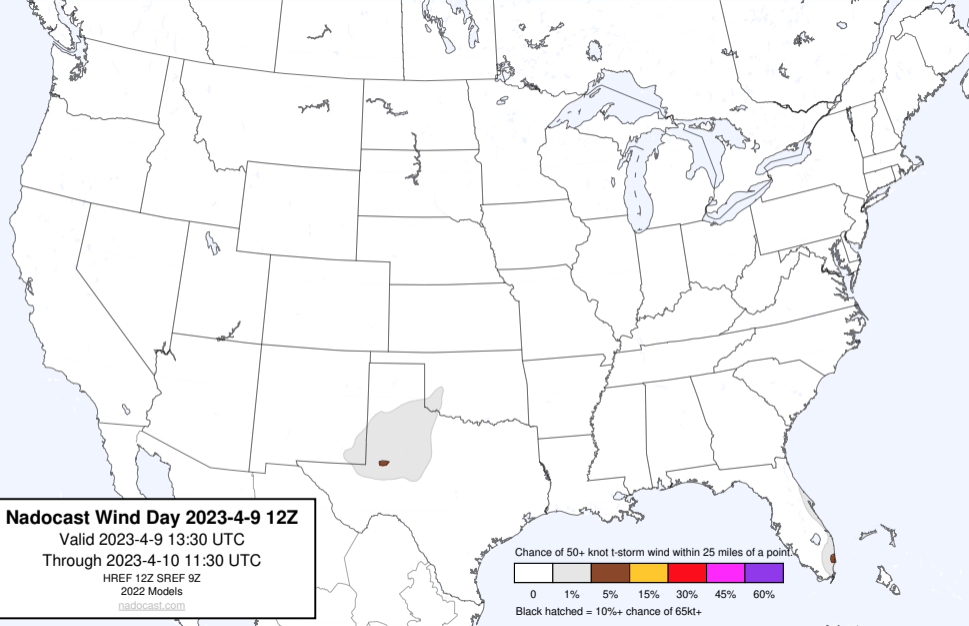 Nadocast Wind Day 2023-4-9 12Z
Valid 2023-4-9 13:30 UTC
Through 2023-4-10 11:30 UTC
HREF 12Z SREF 9Z
2022 Models
nadocast.com
Chance of 50+ knot t-storm wind within 25 miles of a point.
0 1% 5% 15% 30% 45% 60%
Black hatched = 10%+ chance of 65kt+